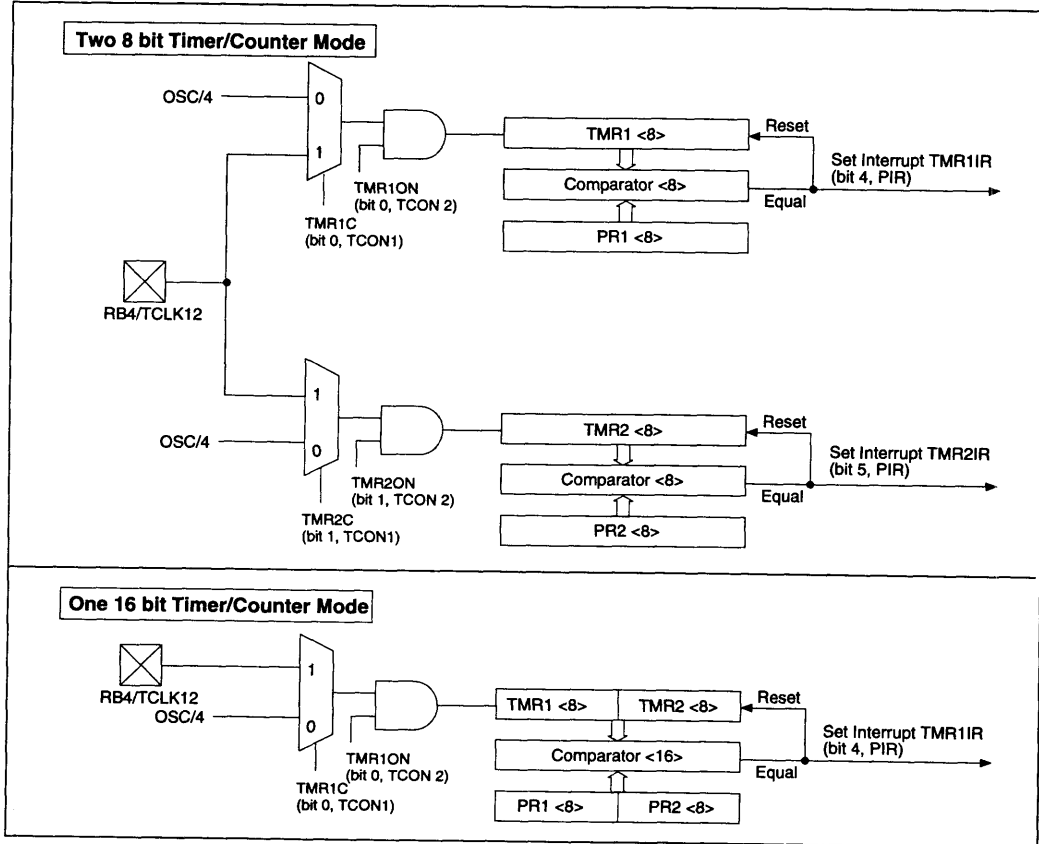 Two 8 bit Timer/Counter Mode
OSC/4
0
1
TMR1ON
(bit 0, TCON 2)
TMR1C
(bit 0, TCON1)
TMR1 <8>
Reset
Comparator <8>
Equal
PR1 <8>
Set Interrupt TMR1IR
(bit 4, PIR)
RB4/TCLK12
1
OSC/4
0
TMR2ON
(bit 1, TCON 2)
TMR2C
(bit 1, TCON1)
TMR2 <8>
Reset
Comparator <8>
Equal
PR2 <8>
Set Interrupt TMR2IR
(bit 5, PIR)
One 16 bit Timer/Counter Mode
RB4/TCLK12
1
OSC/4
0
TMR1ON
(bit 0, TCON 2)
TMR1C
(bit 0, TCON1)
TMR1 <8>
TMR2 <8>
Reset
Comparator <16>
Equal
PR1 <8>
PR2 <8>
Set Interrupt TMR1IR
(bit 4, PIR)